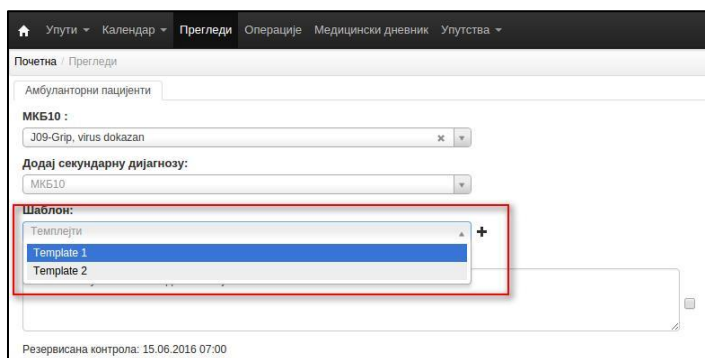 Упути Календар Прегледи Операције Медицински дневник Упутства
Почетна / Прегледи
Амбуланторни пацијенти
МКБ10 :
J09-Grip, virus dokazan
Додај секундарну дијагнозу:
МКБ10
Шаблон:
Темплејти
Template 1
Template 2
Резервисана контрола: 15.06.2016 07:00